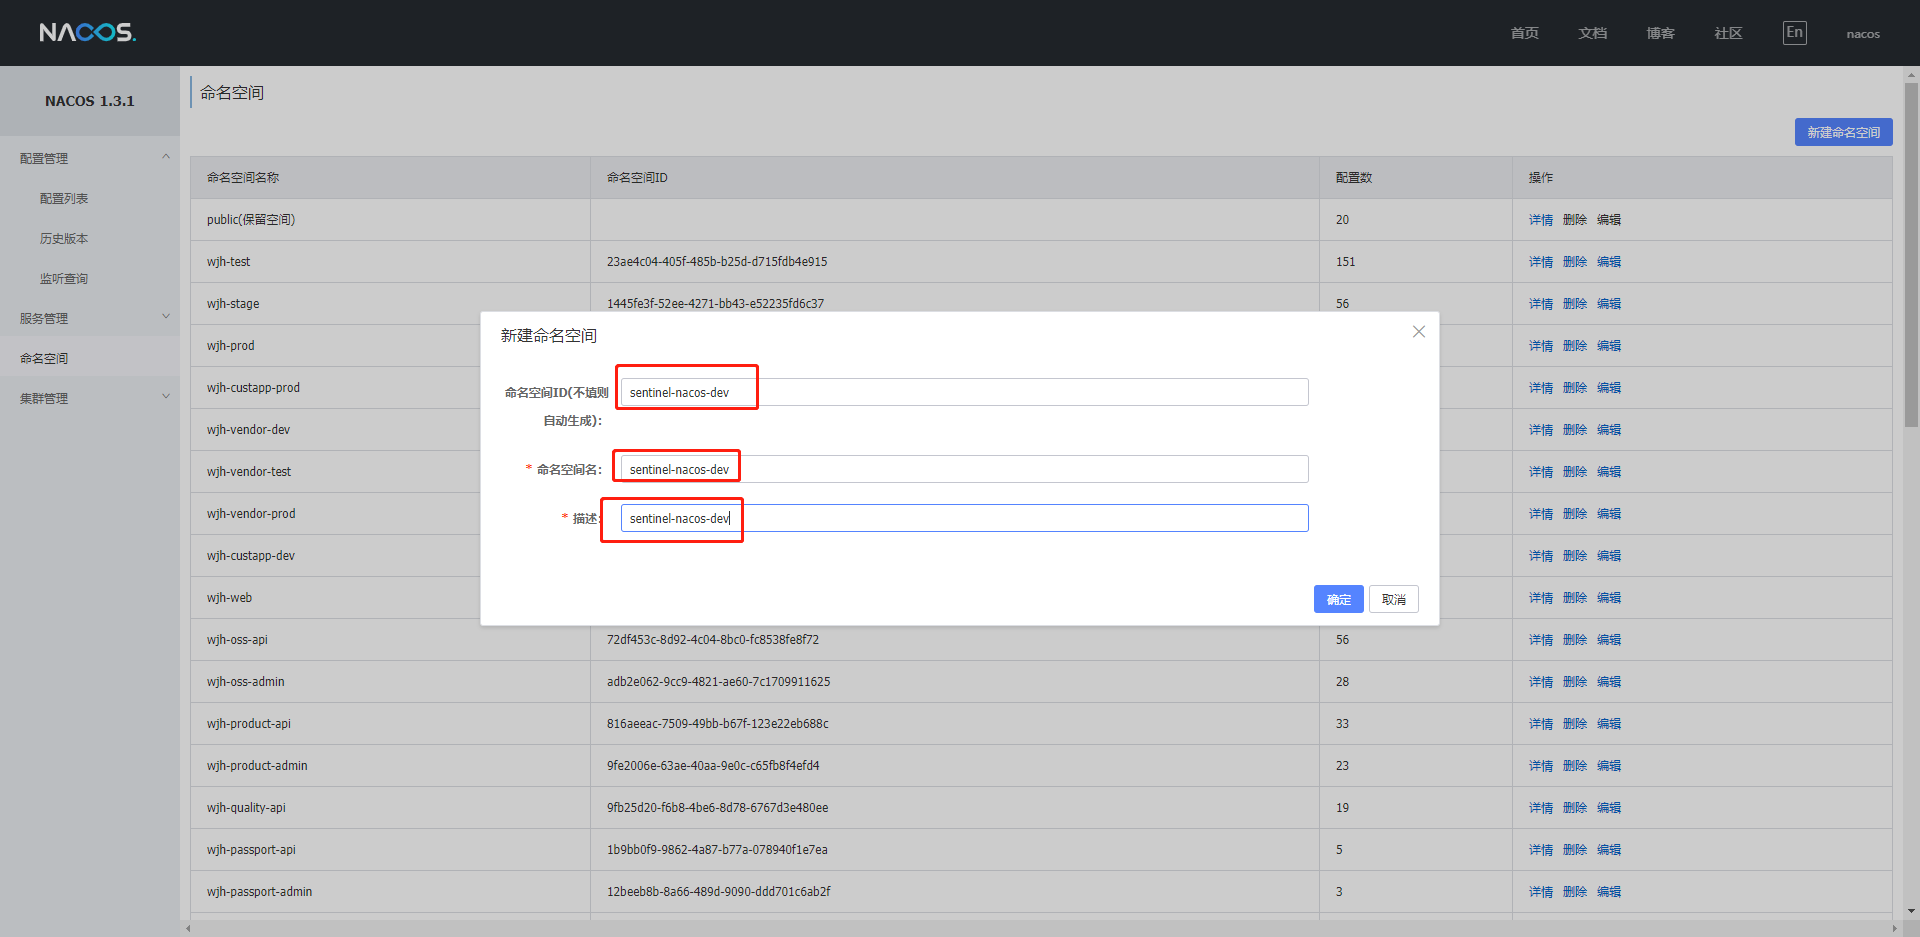 NACOS.
首页 文档 博客 社区 En nacos
NACOS 1.3.1
配置管理
配置列表
历史版本
监听查询
服务管理
命名空间
集群管理
命名空间
新建命名空间
命名空间名称 命名空间ID 配置数 操作
public(保留空间) 20 详情 删除 编辑
wjh-test 23ae4c04-405f-485b-b25d-d715fdb4e915 151 详情 删除 编辑
wjh-stage 1445fe3f-52ee-4271-bb43-e52235fd6c37 56 详情 删除 编辑
wjh-prod 详情 删除 编辑
wjh-custapp-prod 详情 删除 编辑
wjh-vendor-dev 详情 删除 编辑
wjh-vendor-test 详情 删除 编辑
wjh-vendor-prod 详情 删除 编辑
wjh-custapp-dev 详情 删除 编辑
wjh-web 详情 删除 编辑
wjh-oss-api 72df453c-8d92-4c04-8bc0-fc8538fe8f72 56 详情 删除 编辑
wjh-oss-admin adb2e062-9cc9-4821-ae60-7c1709911625 28 详情 删除 编辑
wjh-product-api 816aeeac-7509-49bb-b67f-123e22eb688c 33 详情 删除 编辑
wjh-product-admin 9fe2006e-63ae-40aa-9e0c-c65fb8f4efd4 23 详情 删除 编辑
wjh-quality-api 9fb25d20-f6b8-4be6-8d78-6767d3e480ee 19 详情 删除 编辑
wjh-passport-api 1b9bb0f9-9862-4a87-b77a-078940f1e7ea 5 详情 删除 编辑
wjh-passport-admin 12beeb8b-8a66-489d-9090-ddd701c6ab2f 3 详情 删除 编辑
新建命名空间
命名空间ID(不填则
自动生成): sentinel-nacos-dev
* 命名空间名: sentinel-nacos-dev
* 描述: sentinel-nacos-dev
确定 取消